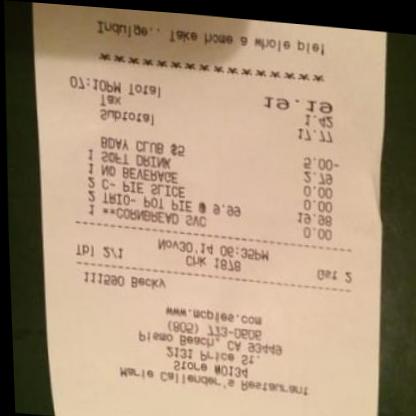 Marie Callender's Restaurant
Store #0134
2131 Price St.
Pismo Beach, CA 93449
(805) 773-0606
www.mcpies.com
111590 Becky
Tbl 2/1 Chk 1878 Gst 2
Nov30'14 06:35PM
1 **CORNBREAD SVC 0.00
2 TRIO- POT PIE @ 9.99 19.98
2 C- PIE SLICE 0.00
1 NO BEVERAGE 0.00
1 SOFT DRINK 2.79
BDAY CLUB $5 5.00-
Subtotal 17.77
Tax 1.42
07:10PM Total 19.19
********************
Indulge.. Take home a whole pie!